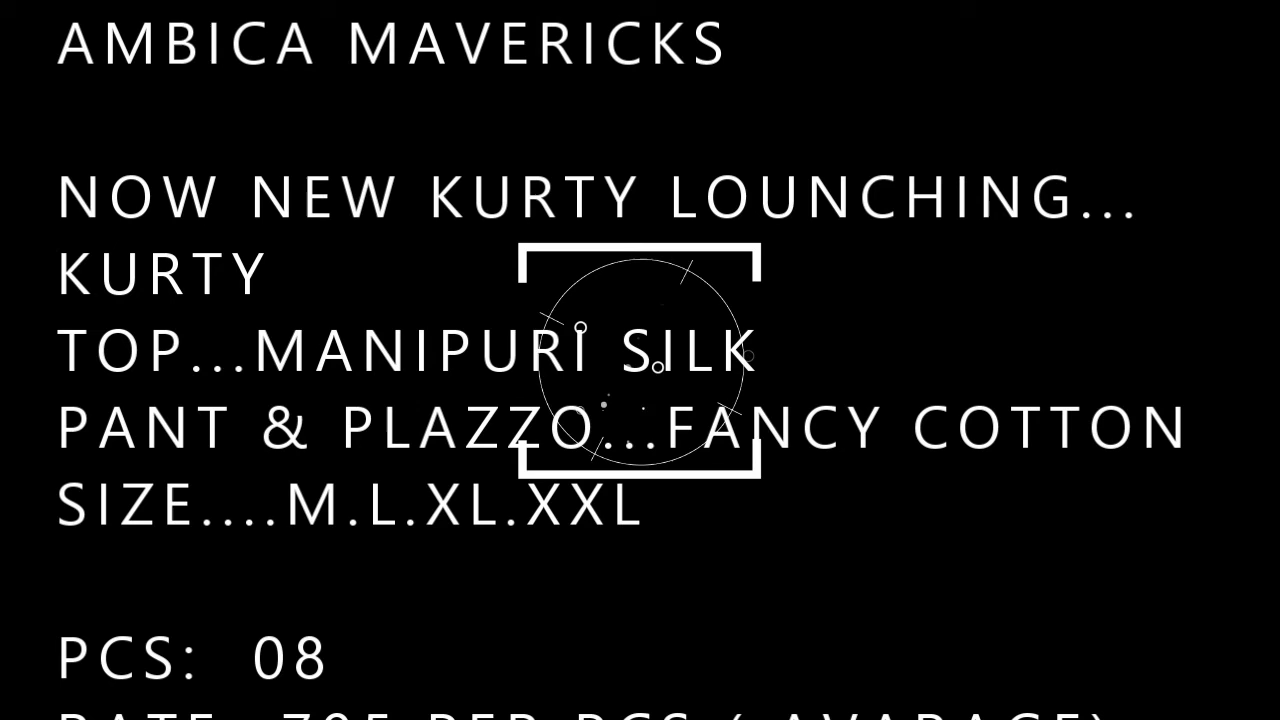 AMBICA MAVERICKS
NOW NEW KURTY LOUNCHING...
KURTY
TOP...MANIPURI SILK
PANT & PLAZZO...FANCY COTTON
SIZE....M.L.XL.XXL
PCS: 08